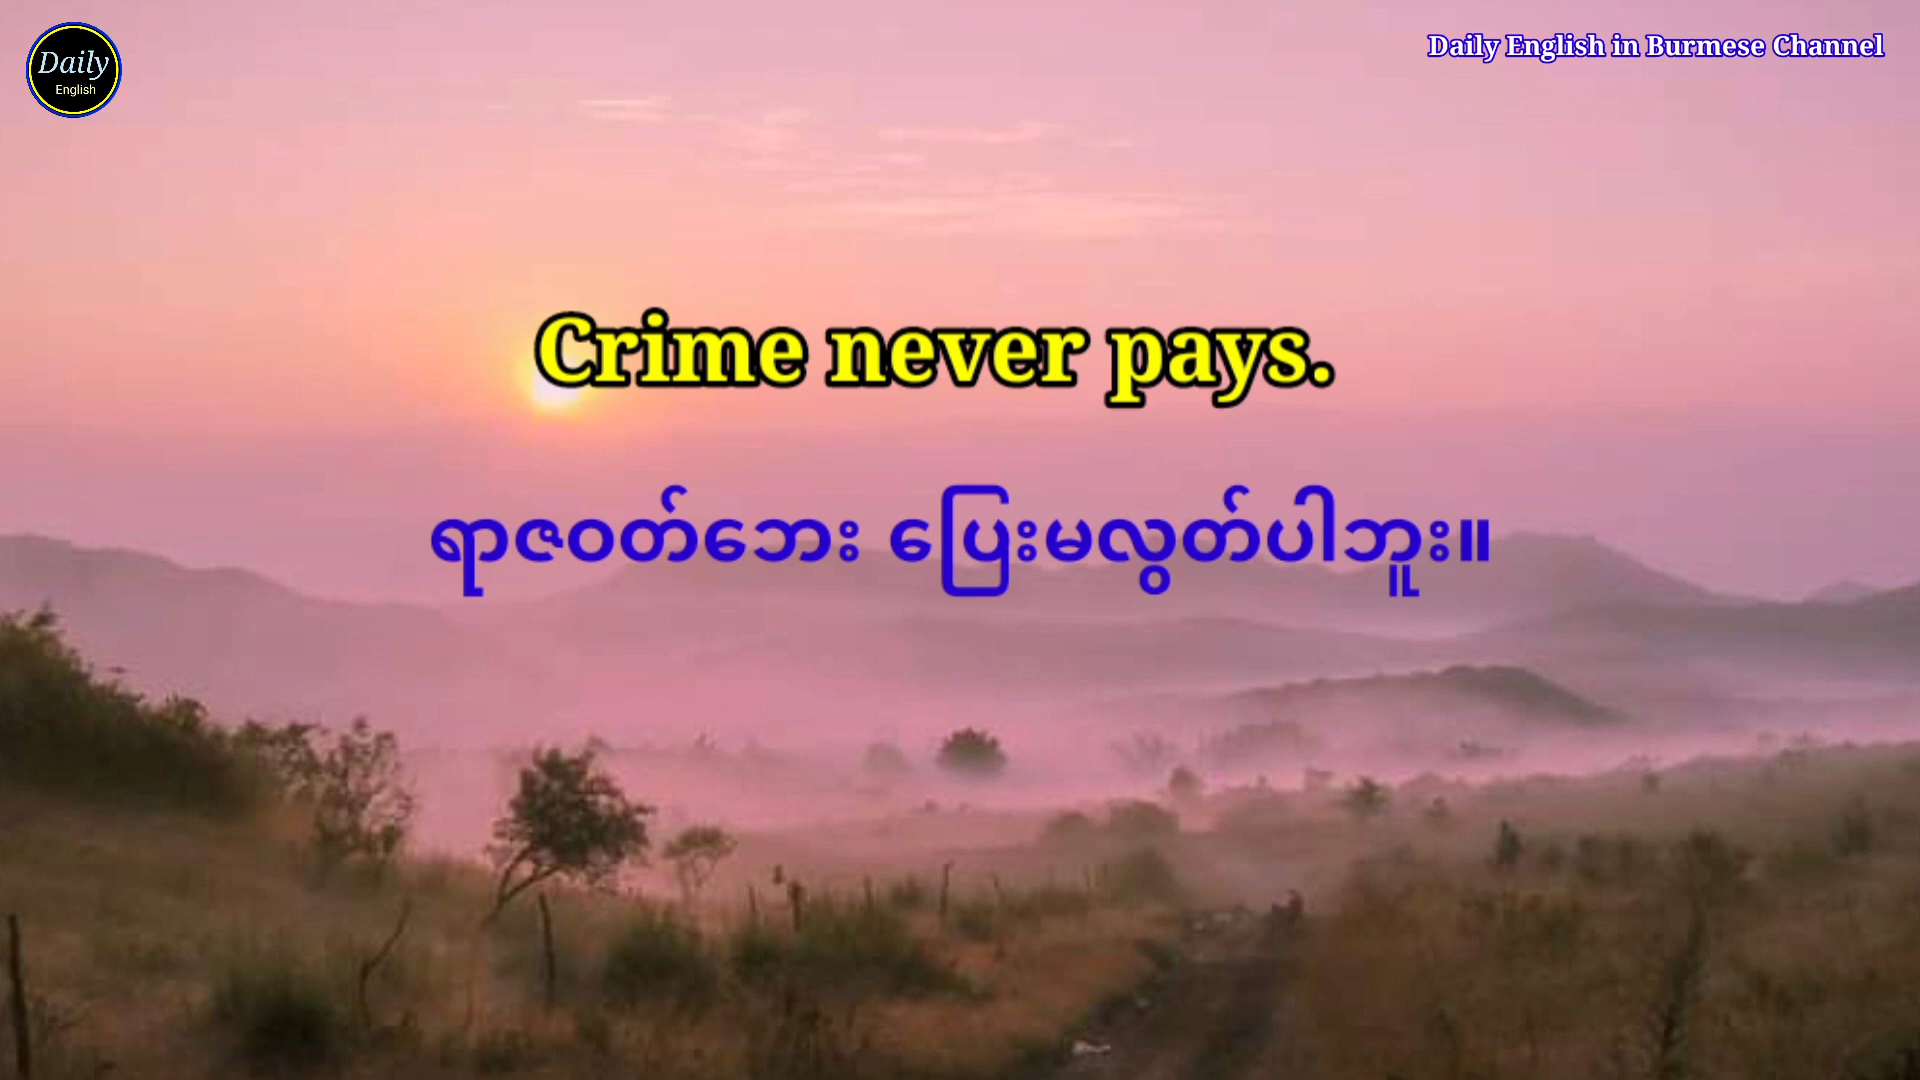 Daily
English
Daily English in Burmese Channel
Crime never pays.
ရာဇဝတ်ဘေး ပြေးမလွတ်ပါဘူး။